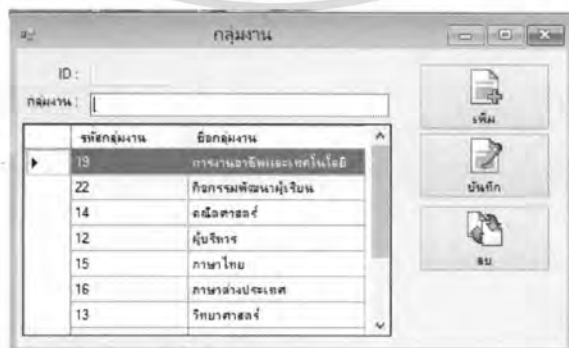 กลุ่มงาน
ID :
กลุ่มงาน :
เพิ่ม
รหัสกลุ่มงาน ชื่อกลุ่มงาน
19 การงานอาชีพและเทคโนโลยี
22 กิจกรรมพัฒนาผู้เรียน
บันทึก
14 คณิตศาสตร์
12 ผู้บริหาร
15 ภาษาไทย
ลบ
16 ภาษาต่างประเทศ
13 วิทยาศาสตร์